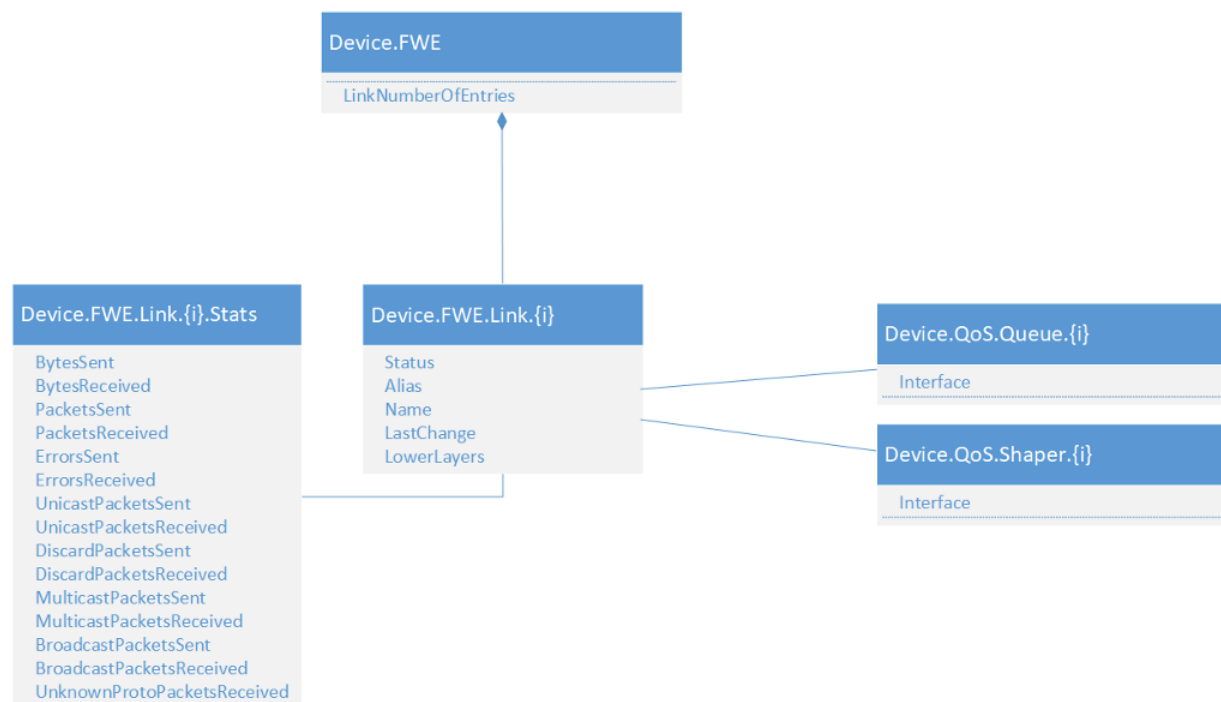 Device.FWE
LinkNumberOfEntries
Device.FWE.Link.{i}.Stats
BytesSent
BytesReceived
PacketsSent
PacketsReceived
ErrorsSent
ErrorsReceived
UnicastPacketsSent
UnicastPacketsReceived
DiscardPacketsSent
DiscardPacketsReceived
MulticastPacketsSent
MulticastPacketsReceived
BroadcastPacketsSent
BroadcastPacketsReceived
UnknownProtoPacketsReceived
Device.FWE.Link.{i}
Status
Alias
Name
LastChange
LowerLayers
Device.QoS.Queue.{i}
Interface
Device.QoS.Shaper.{i}
Interface